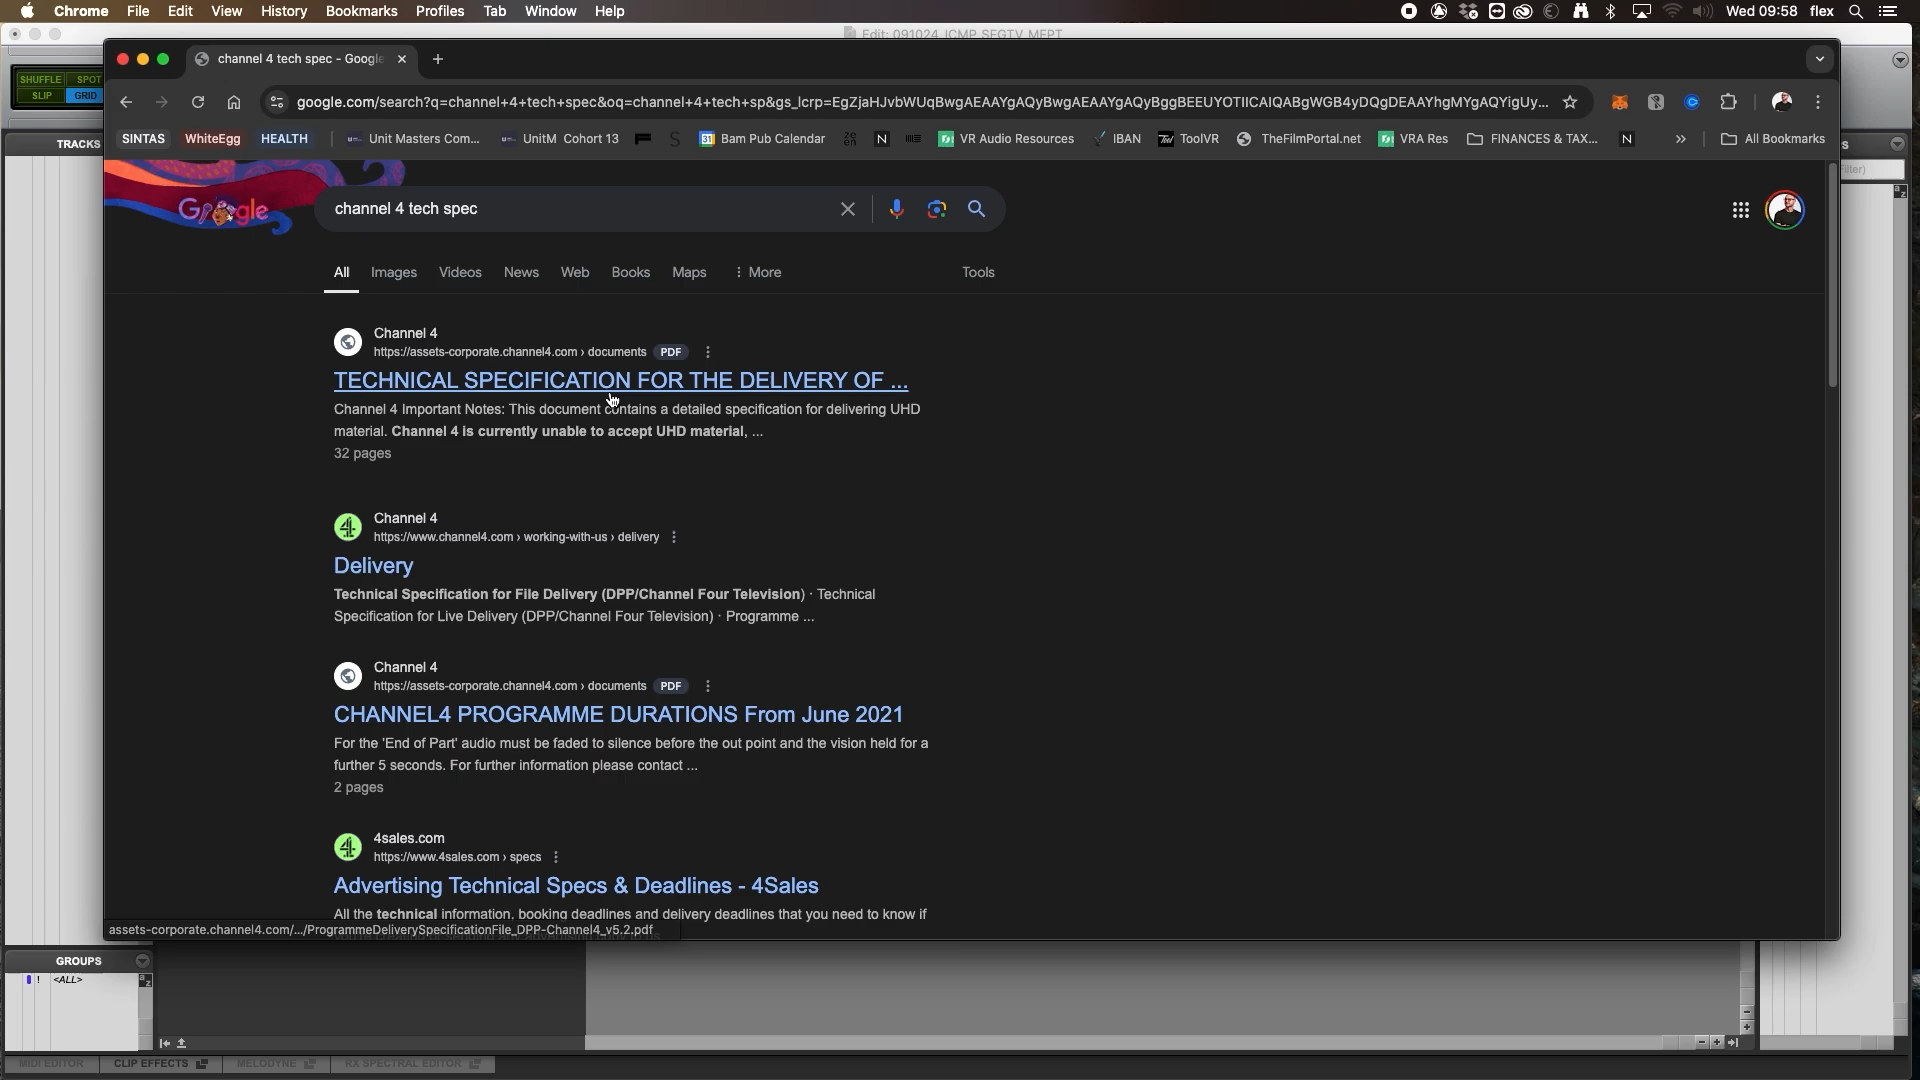 Chrome File Edit View History Bookmarks Profiles Tab Window Help Wed 09:58 flex
Edit: 091024_ICMP_SEGTV_MEPT
channel 4 tech spec - Google
SHUFFLE SPOT
SLIP GRID
google.com/search?q=channel+4+tech+spec&oq=channel+4+tech+sp&gs_lcrp=EgZjaHJvbWUqBwgAEAAYgAQyBwgAEAAYgAQyBggBEEUYOTIICAIQABgWGB4yDQgDEAAYhgMYgAQYigUy...
SINTAS WhiteEgg HEALTH Unit Masters Com... UnitM Cohort 13 Bam Pub Calendar VR Audio Resources IBAN ToolVR TheFilmPortal.net VRA Res FINANCES & TAX... » All Bookmarks
TRACKS
Google
channel 4 tech spec
All Images Videos News Web Books Maps More Tools
Channel 4
https://assets-corporate.channel4.com › documents PDF
TECHNICAL SPECIFICATION FOR THE DELIVERY OF ...
Channel 4 Important Notes: This document contains a detailed specification for delivering UHD
material. Channel 4 is currently unable to accept UHD material, ...
32 pages
Channel 4
https://www.channel4.com › working-with-us › delivery
Delivery
Technical Specification for File Delivery (DPP/Channel Four Television) · Technical
Specification for Live Delivery (DPP/Channel Four Television) · Programme ...
Channel 4
https://assets-corporate.channel4.com › documents PDF
CHANNEL4 PROGRAMME DURATIONS From June 2021
For the 'End of Part' audio must be faded to silence before the out point and the vision held for a
further 5 seconds. For further information please contact ...
2 pages
4sales.com
https://www.4sales.com › specs
Advertising Technical Specs & Deadlines - 4Sales
All the technical information, booking deadlines and delivery deadlines that you need to know if
assets-corporate.channel4.com/.../ProgrammeDeliverySpecificationFile_DPP-Channel4_v5.2.pdf
GROUPS
! <ALL>
MIDI EDITOR CLIP EFFECTS MELODYNE RX SPECTRAL EDITOR